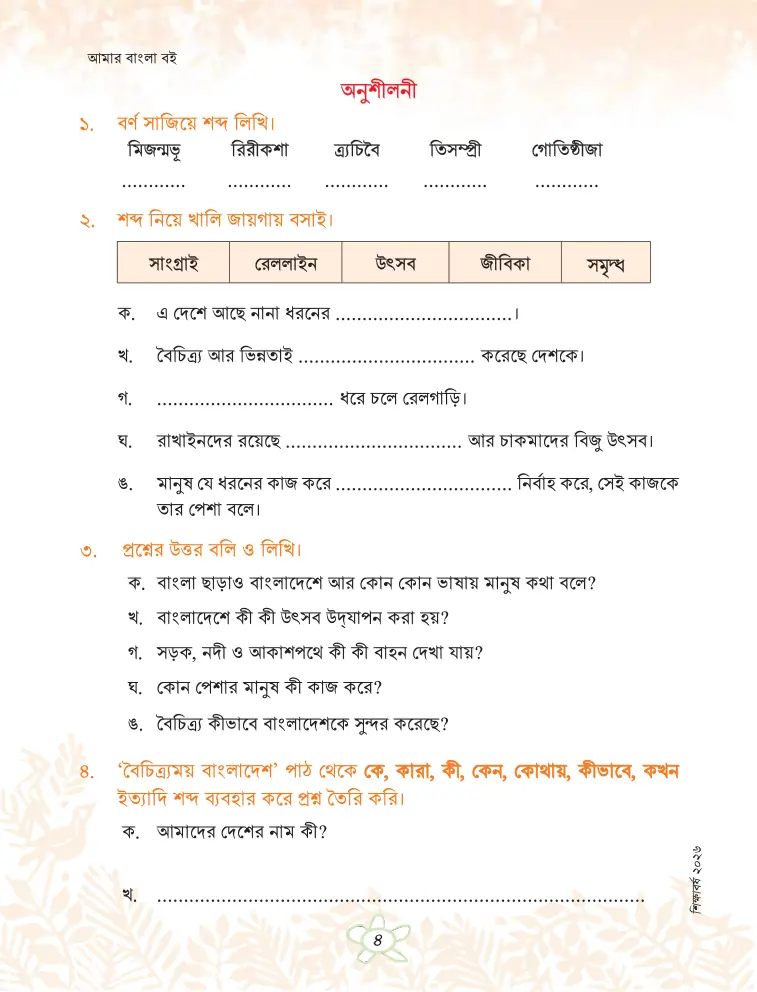 আমার বাংলা বই
অনুশীলনী
১. বর্ণ সাজিয়ে শব্দ লিখি।
মিজন্মভূ রিরীকশা ত্র্যচিবৈ তিসম্প্রী গোতিষ্ঠীজা
............ ............ ............ ............ ............
২. শব্দ নিয়ে খালি জায়গায় বসাই।
সাংগ্রাই রেললাইন উৎসব জীবিকা সমৃদ্ধ
ক. এ দেশে আছে নানা ধরনের .................................।
খ. বৈচিত্র্য আর ভিন্নতাই ................................. করেছে দেশকে।
গ. ................................. ধরে চলে রেলগাড়ি।
ঘ. রাখাইনদের রয়েছে ................................. আর চাকমাদের বিজু উৎসব।
ঙ. মানুষ যে ধরনের কাজ করে ................................. নির্বাহ করে, সেই কাজকে
তার পেশা বলে।
৩. প্রশ্নের উত্তর বলি ও লিখি।
ক. বাংলা ছাড়াও বাংলাদেশে আর কোন কোন ভাষায় মানুষ কথা বলে?
খ. বাংলাদেশে কী কী উৎসব উদ্‌যাপন করা হয়?
গ. সড়ক, নদী ও আকাশপথে কী কী বাহন দেখা যায়?
ঘ. কোন পেশার মানুষ কী কাজ করে?
ঙ. বৈচিত্র্য কীভাবে বাংলাদেশকে সুন্দর করেছে?
৪. ‘বৈচিত্র্যময় বাংলাদেশ’ পাঠ থেকে কে, কারা, কী, কেন, কোথায়, কীভাবে, কখন
ইত্যাদি শব্দ ব্যবহার করে প্রশ্ন তৈরি করি।
ক. আমাদের দেশের নাম কী?
খ. ...........................................................................................
শিক্ষাবর্ষ ২০২৬
৪